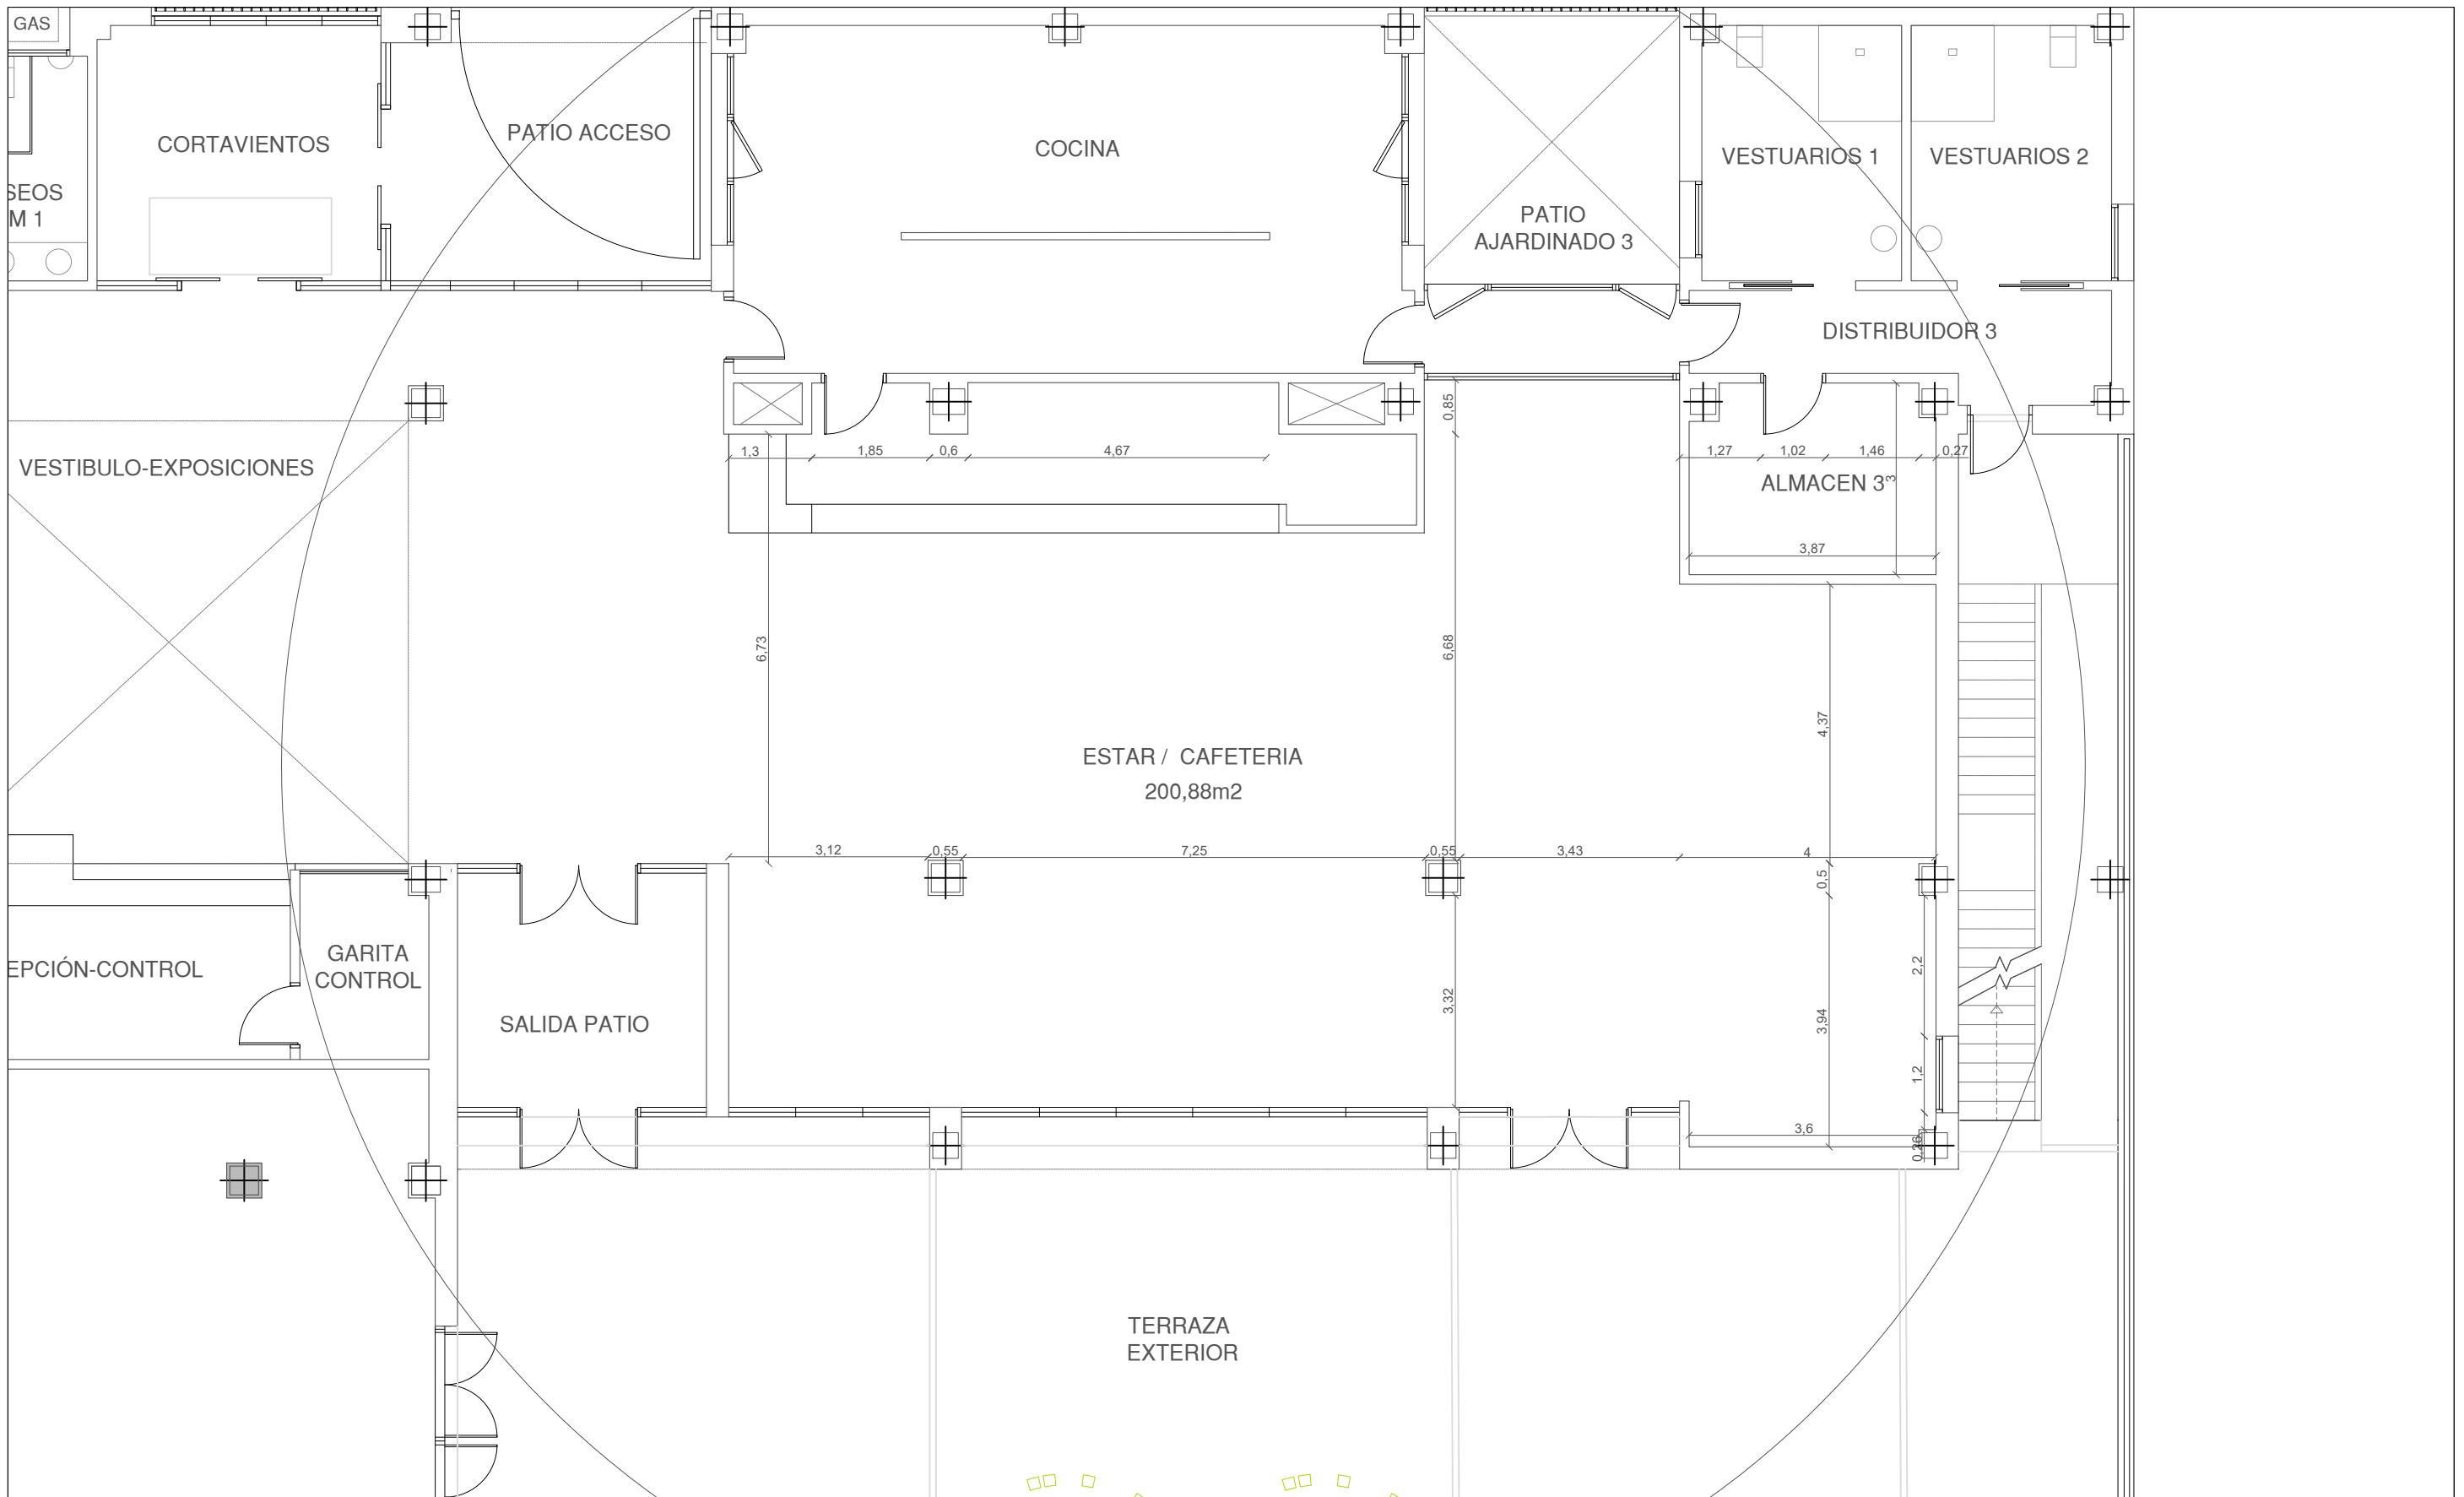 GAS
CORTAVIENTOS
PATIO ACCESO
COCINA
PATIO
AJARDINADO 3
VESTUARIOS 1
VESTUARIOS 2
SEOS
M 1
DISTRIBUIDOR 3
VESTIBULO-EXPOSICIONES
0,85
1,3
1,85
0,6
4,67
1,27
1,02
1,46
0,27
ALMACEN 3
3
3,87
6,73
6,68
4,37
ESTAR / CAFETERIA
200,88m2
3,12
0,55
7,25
0,55
3,43
4
0,5
EPCIÓN-CONTROL
GARITA
CONTROL
SALIDA PATIO
3,32
3,94
2,2
1,2
3,6
0,26
TERRAZA
EXTERIOR